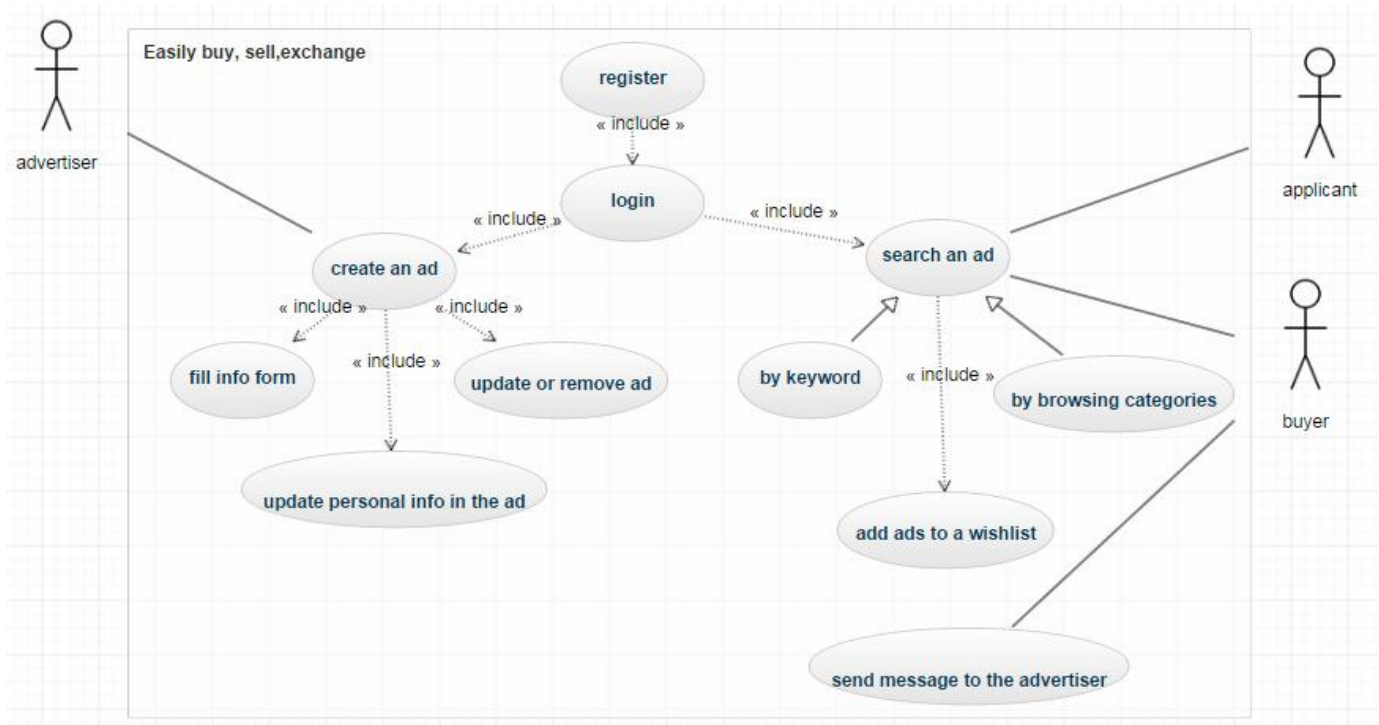 Easily buy, sell,exchange
register
« include »
login
advertiser
applicant
« include »
« include »
create an ad
search an ad
« include »
« include »
« include »
« include »
fill info form
update or remove ad
by keyword
by browsing categories
buyer
update personal info in the ad
add ads to a wishlist
send message to the advertiser